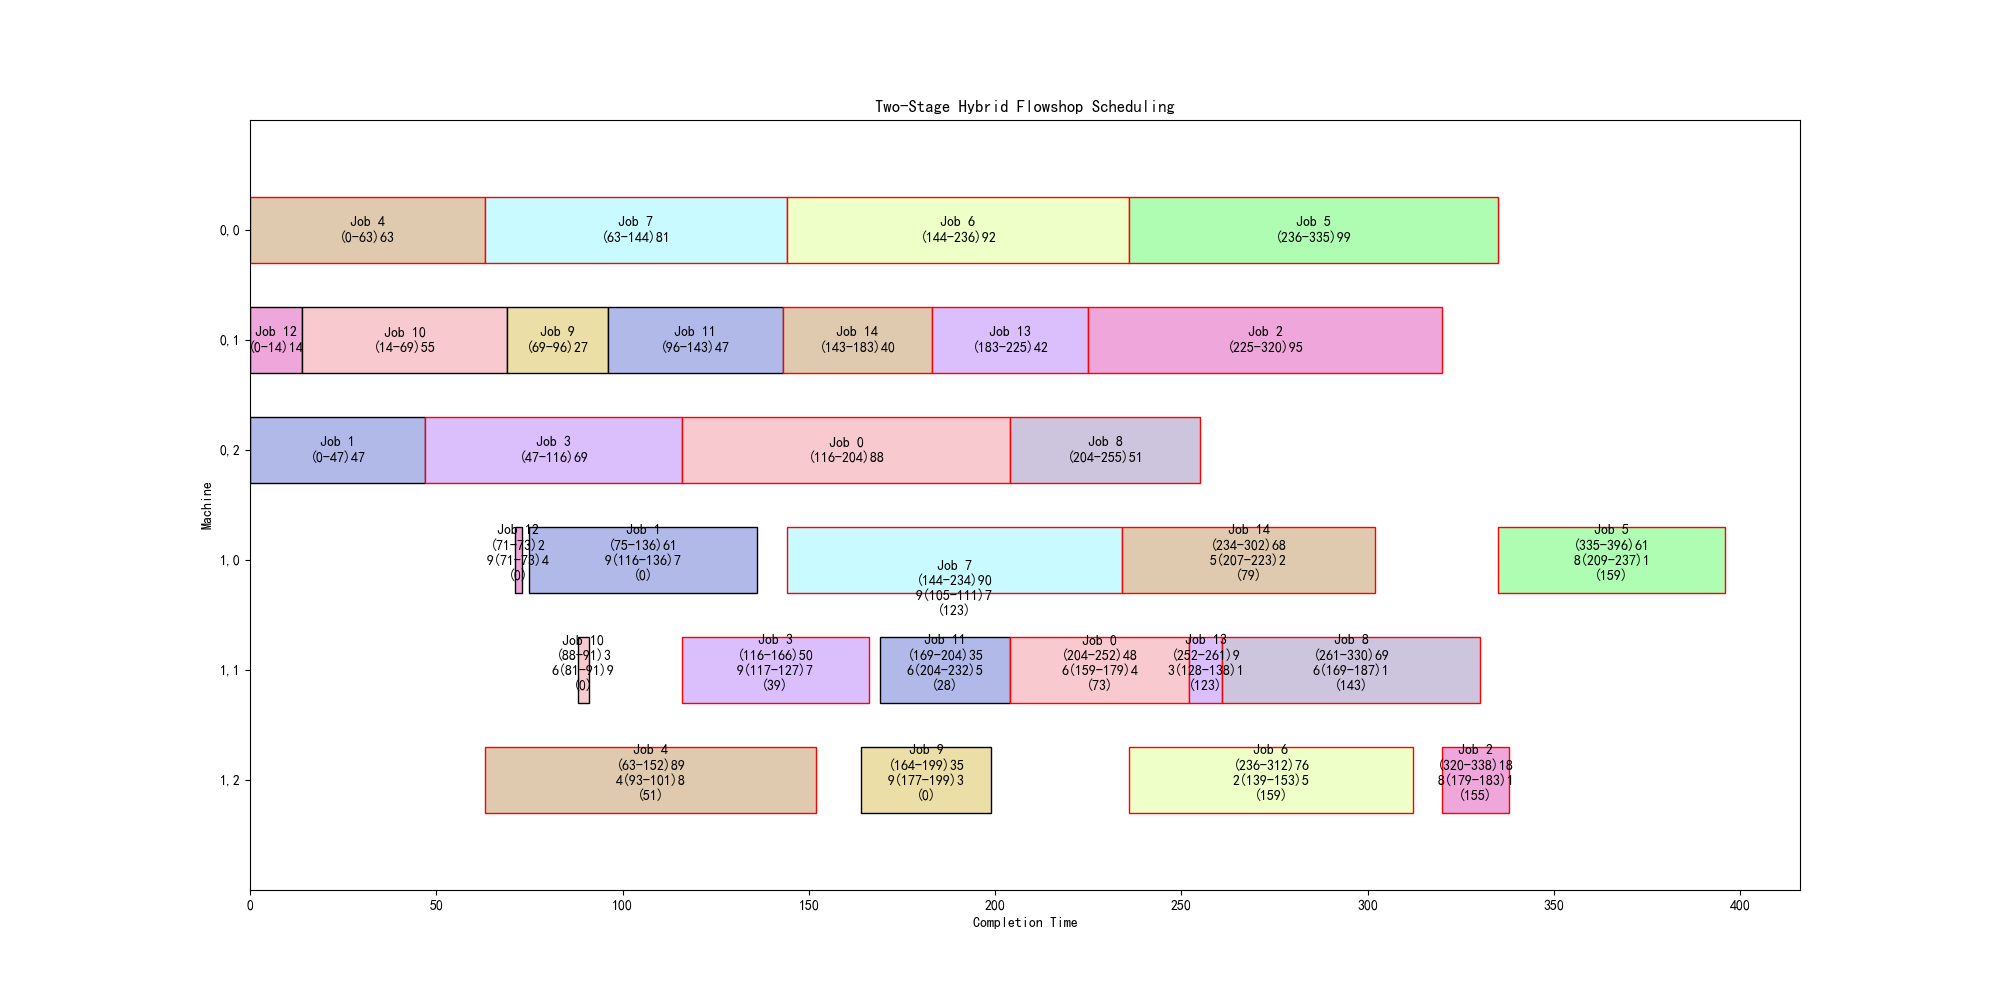 Two-Stage Hybrid Flowshop Scheduling
Machine
0,0
Job 4
(0-63)63
Job 7
(63-144)81
Job 6
(144-236)92
Job 5
(236-335)99
0,1
Job 12
(0-14)14
Job 10
(14-69)55
Job 9
(69-96)27
Job 11
(96-143)47
Job 14
(143-183)40
Job 13
(183-225)42
Job 2
(225-320)95
0,2
Job 1
(0-47)47
Job 3
(47-116)69
Job 0
(116-204)88
Job 8
(204-255)51
1,0
Job 12
(71-73)2
9(71-73)4
(0)
Job 1
(75-136)61
9(116-136)7
(0)
Job 7
(144-234)90
9(105-111)7
(123)
Job 14
(234-302)68
5(207-223)2
(79)
Job 5
(335-396)61
8(209-237)1
(159)
1,1
Job 10
(88-91)3
6(81-91)9
(0)
Job 3
(116-166)50
9(117-127)7
(39)
Job 11
(169-204)35
6(204-232)5
(28)
Job 0
(204-252)48
6(159-179)4
(73)
Job 13
(252-261)9
3(128-138)1
(123)
Job 8
(261-330)69
6(169-187)1
(143)
1,2
Job 4
(63-152)89
4(93-101)8
(51)
Job 9
(164-199)35
9(177-199)3
(0)
Job 6
(236-312)76
2(139-153)5
(159)
Job 2
(320-338)18
8(179-183)1
(155)
0
50
100
150
200
250
300
350
400
Completion Time